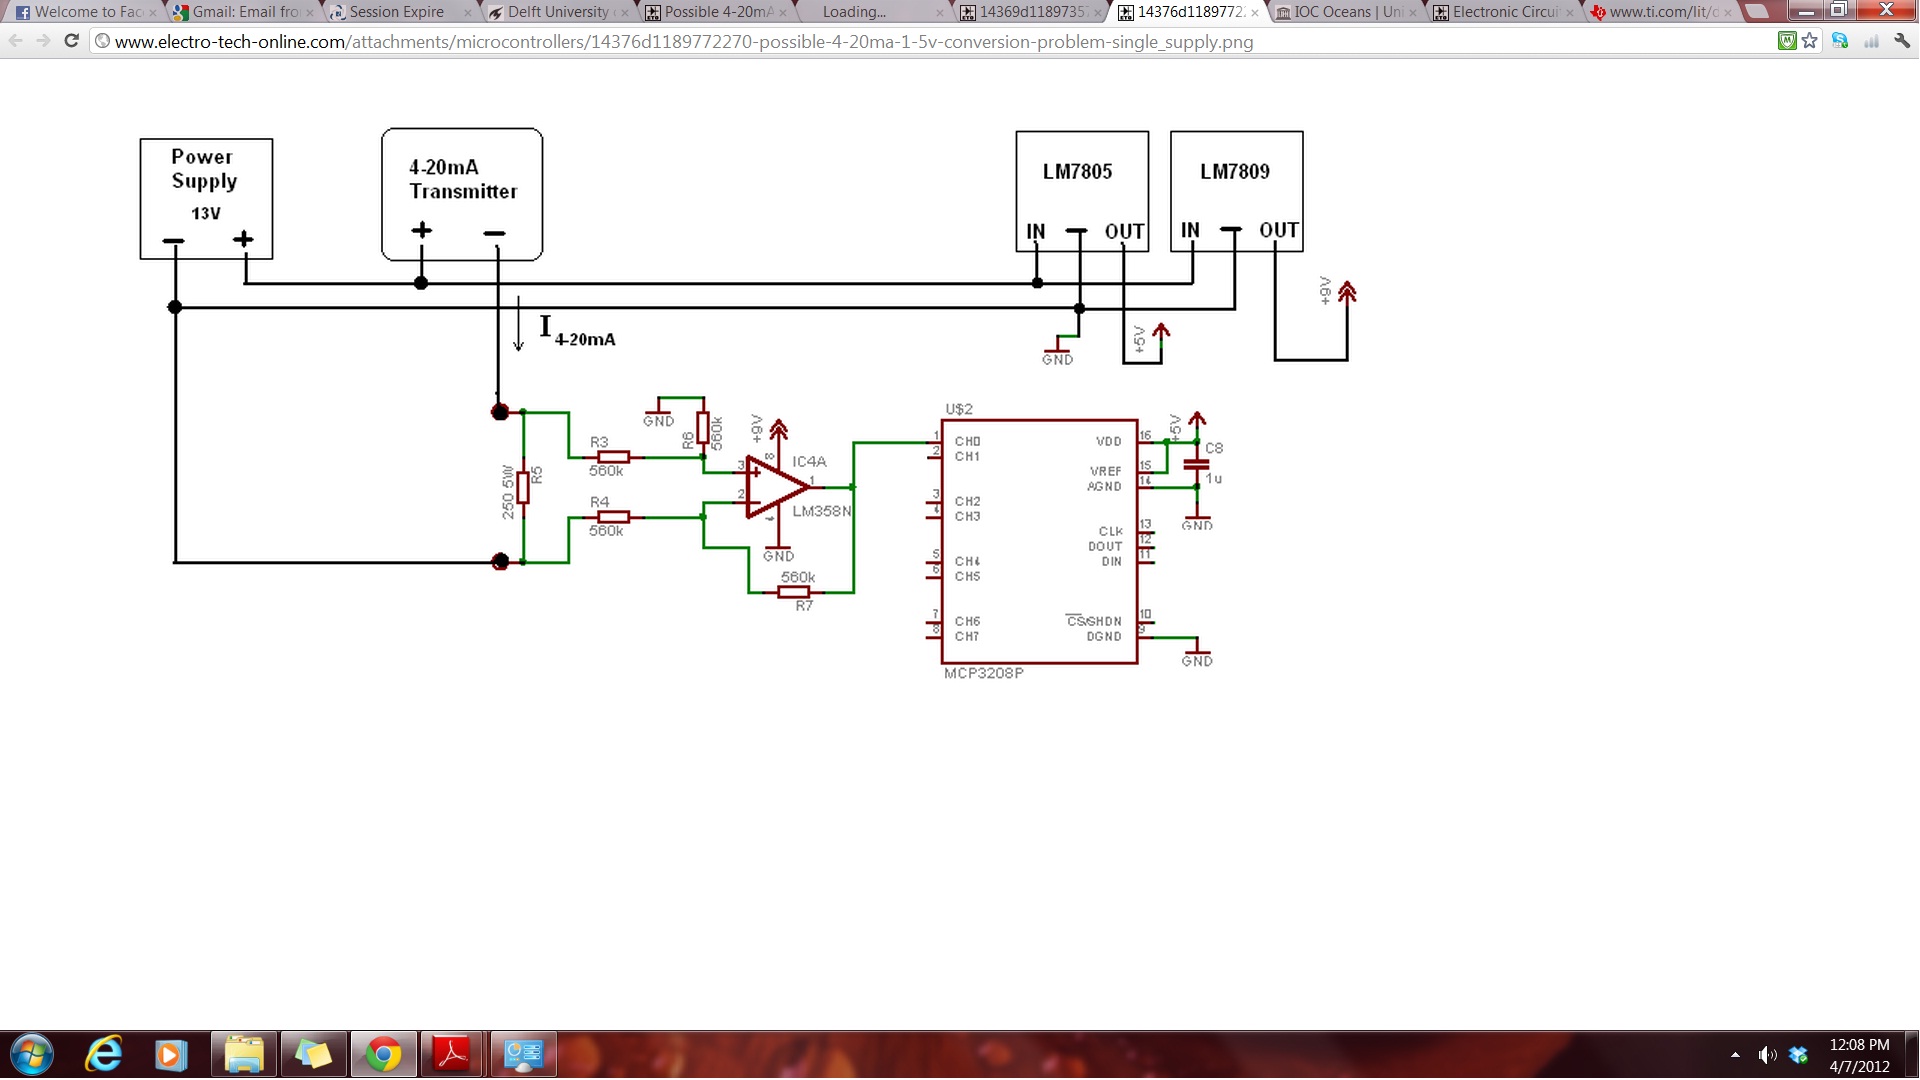 Welcome to Fac
Gmail: Email fro
Session Expire
Delft University
Possible 4-20mA
Loading...
14369d1189735
14376d1189772
IOC Oceans | Uni
Electronic Circui
www.ti.com/lit/d
www.electro-tech-online.com/attachments/microcontrollers/14376d1189772270-possible-4-20ma-1-5v-conversion-problem-single_supply.png
Power
Supply
13V
− +
4-20mA
Transmitter
+ −
LM7805
IN OUT
LM7809
IN OUT
I 4-20mA
GND
+5V
+9V
R5
250 5W
R3
560k
R4
560k
GND
R6
560k
+9V
3
2
8
4
1
IC4A
LM358N
GND
560k
R7
U$2
1 CH0
2 CH1
3 CH2
4 CH3
5 CH4
6 CH5
7 CH6
8 CH7
VDD 16
VREF 15
AGND 14
CLK 13
DOUT 12
DIN 11
CS/SHDN 10
DGND 9
MCP3208P
+5V
C8
1u
GND
GND
12:08 PM
4/7/2012